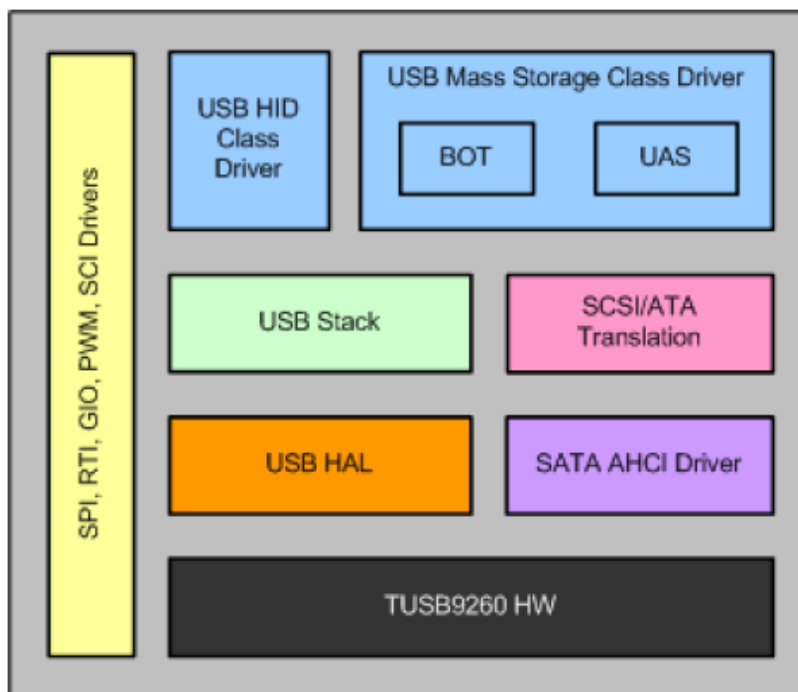 SPI, RTI, GIO, PWM, SCI Drivers
USB HID
Class
Driver
USB Mass Storage Class Driver
BOT
UAS
USB Stack
SCSI/ATA
Translation
USB HAL
SATA AHCI Driver
TUSB9260 HW